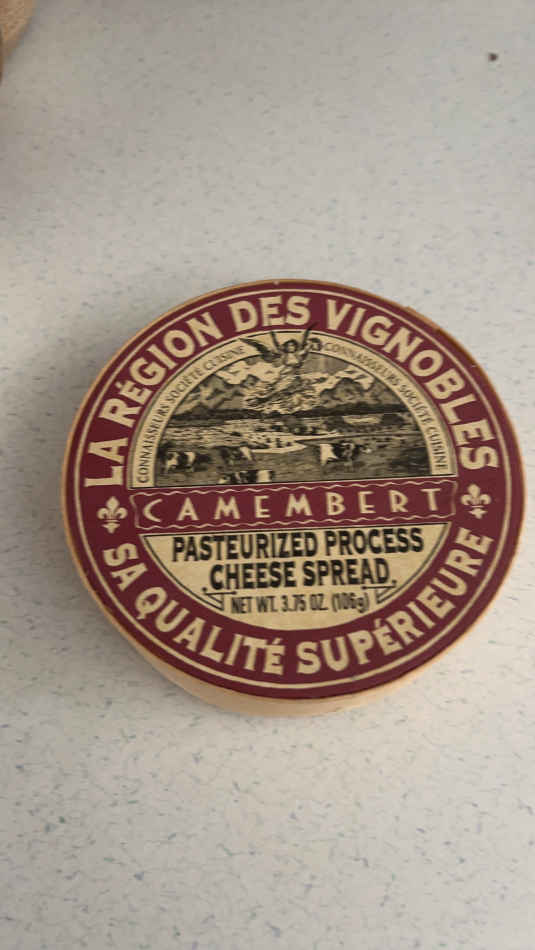 LA RÉGION DES VIGNOBLES
CONNAISSEURS SOCIÉTÉ CUISINE
CONNAISSEURS SOCIÉTÉ CUISINE
CAMEMBERT
PASTEURIZED PROCESS
CHEESE SPREAD
NET WT. 3.75 OZ. (106g)
SA QUALITÉ SUPÉRIEURE